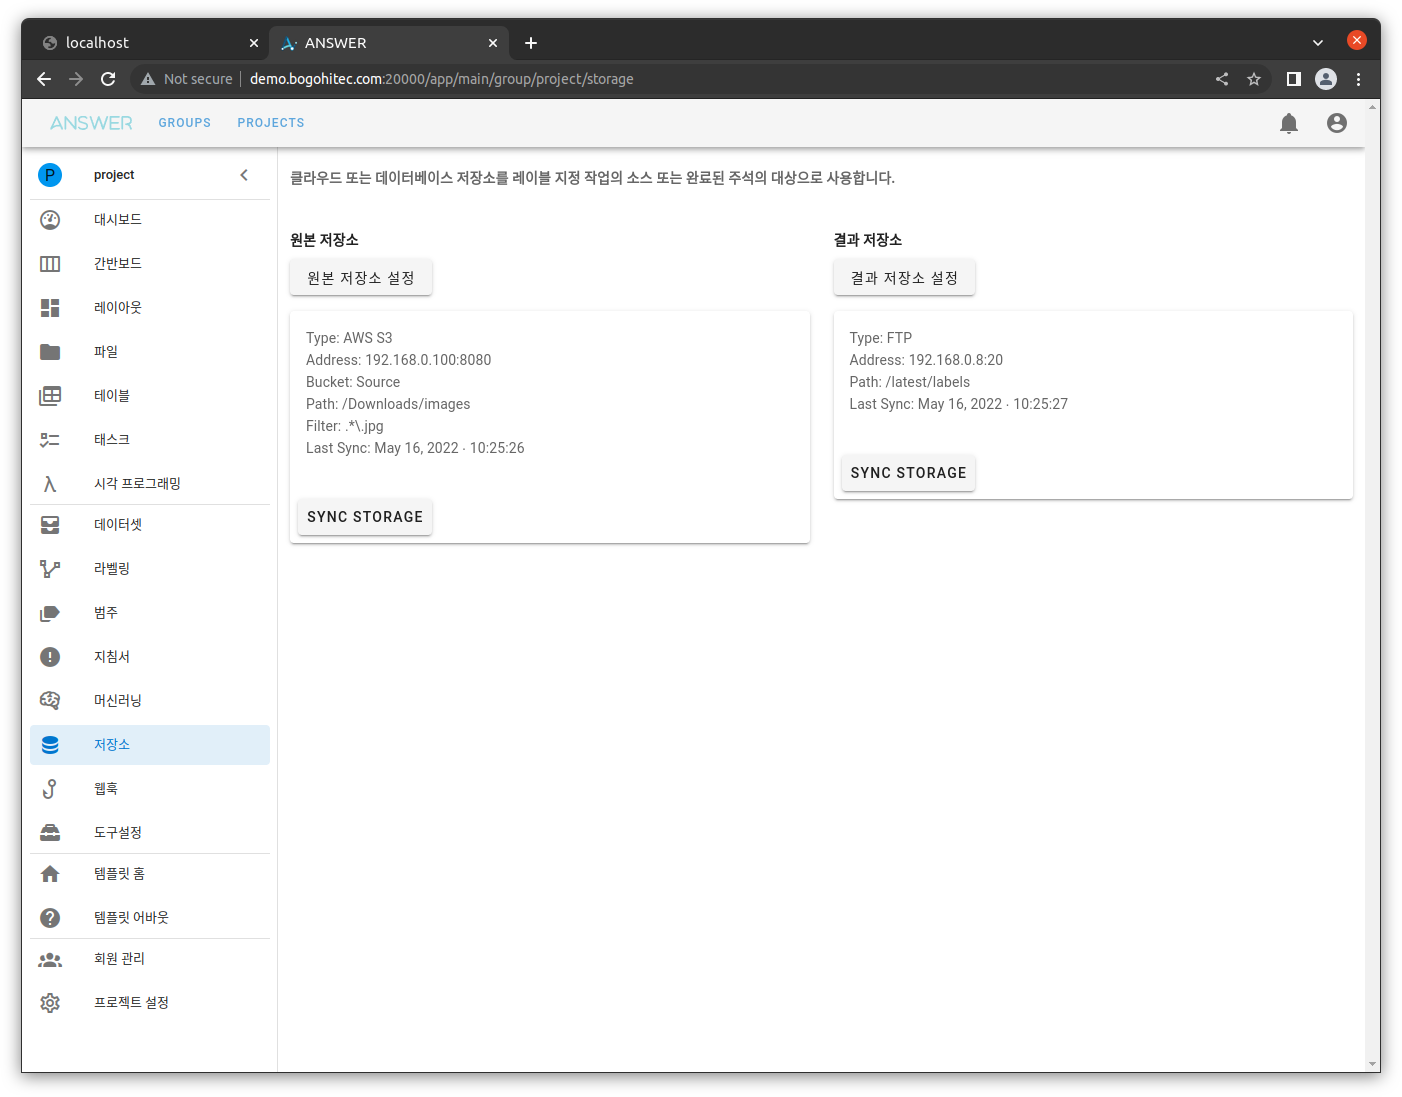 localhost
ANSWER
Not secure
demo.bogohitec.com:20000/app/main/group/project/storage
ANSWER GROUPS PROJECTS
P project
대시보드
간반보드
레이아웃
파일
테이블
태스크
시각 프로그래밍
데이터셋
라벨링
범주
지침서
머신러닝
저장소
웹훅
도구설정
템플릿 홈
템플릿 어바웃
회원 관리
프로젝트 설정
클라우드 또는 데이터베이스 저장소를 레이블 지정 작업의 소스 또는 완료된 주석의 대상으로 사용합니다.
원본 저장소
원본 저장소 설정
Type: AWS S3
Address: 192.168.0.100:8080
Bucket: Source
Path: /Downloads/images
Filter: .*\.jpg
Last Sync: May 16, 2022 · 10:25:26
SYNC STORAGE
결과 저장소
결과 저장소 설정
Type: FTP
Address: 192.168.0.8:20
Path: /latest/labels
Last Sync: May 16, 2022 · 10:25:27
SYNC STORAGE